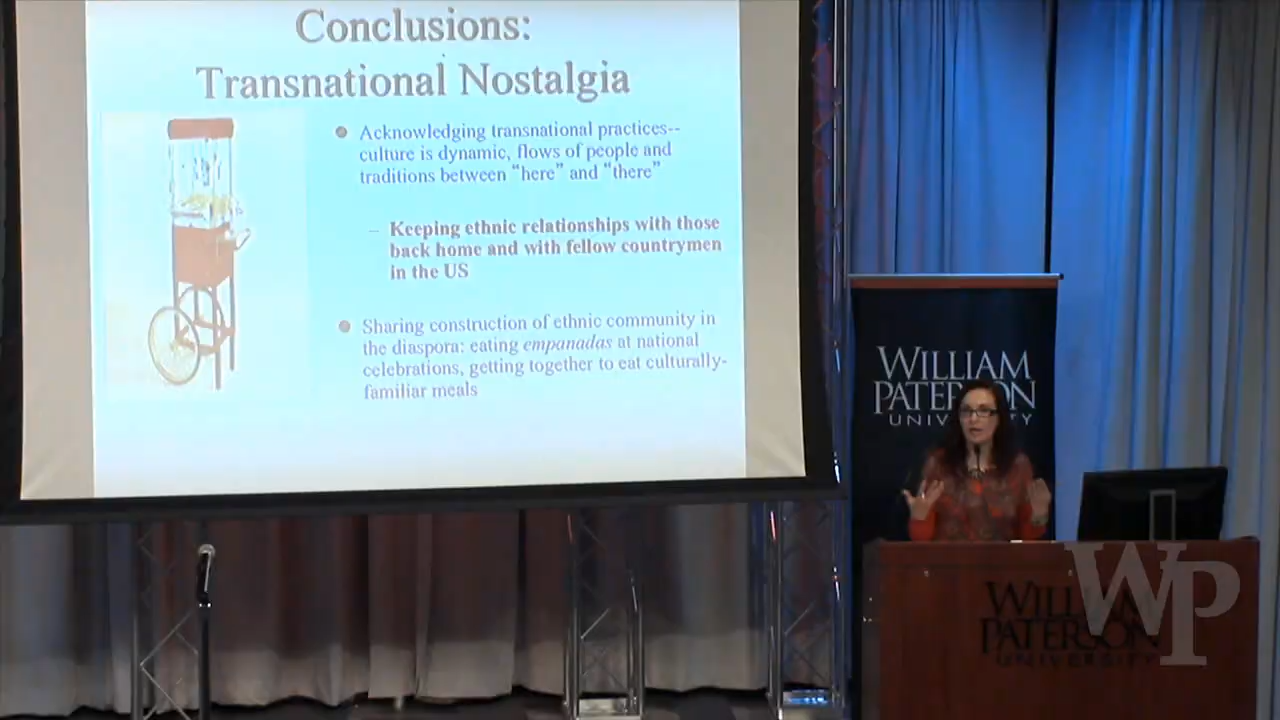 Conclusions:
Transnational Nostalgia
Acknowledging transnational practices--
culture is dynamic, flows of people and
traditions between “here” and “there”
– Keeping ethnic relationships with those
back home and with fellow countrymen
in the US
Sharing construction of ethnic community in
the diaspora: eating empanadas at national
celebrations, getting together to eat culturally-
familiar meals
WILLIAM
PATERSON
UNIVERSITY
WILLIAM
PATERSON
UNIVERSITY
WP